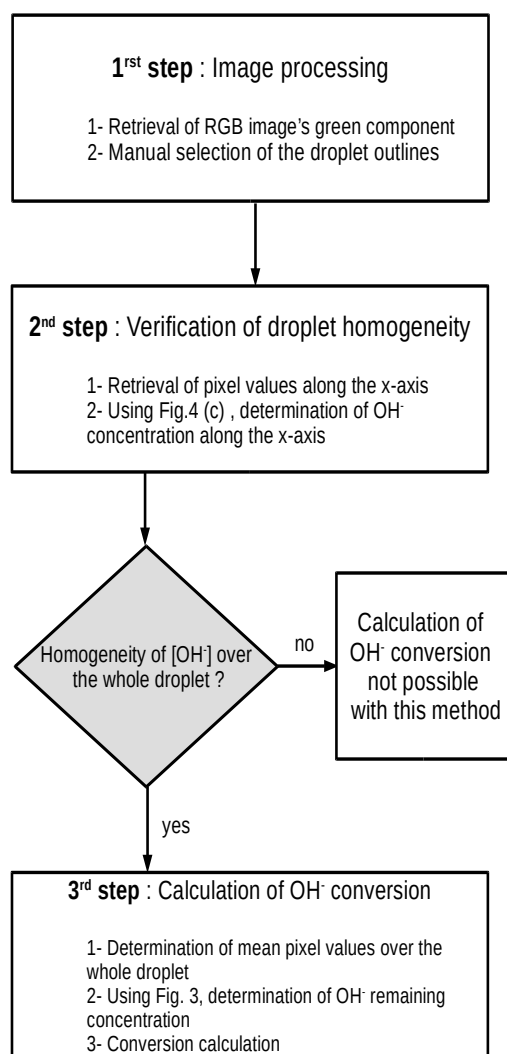 1rst step : Image processing
1- Retrieval of RGB image's green component
2- Manual selection of the droplet outlines
2nd step : Verification of droplet homogeneity
1- Retrieval of pixel values along the x-axis
2- Using Fig.4 (c) , determination of OH-
concentration along the x-axis
Homogeneity of [OH-] over
the whole droplet ?
no
Calculation of
OH- conversion
not possible
with this method
yes
3rd step : Calculation of OH- conversion
1- Determination of mean pixel values over the
whole droplet
2- Using Fig. 3, determination of OH- remaining
concentration
3- Conversion calculation